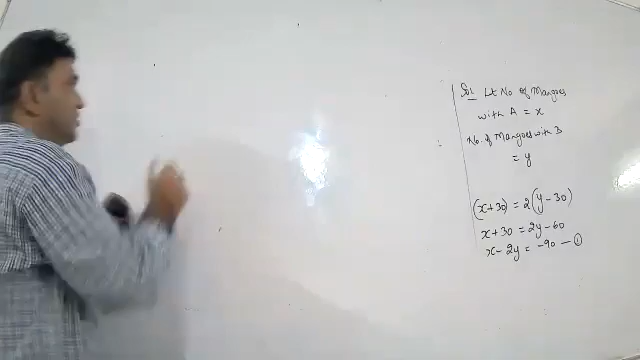 Sol. Let No of Mangoes
with A = x
No. of Mangoes with B
= y
(x+30) = 2(y-30)
x+30 = 2y-60
x-2y = -90 — ①